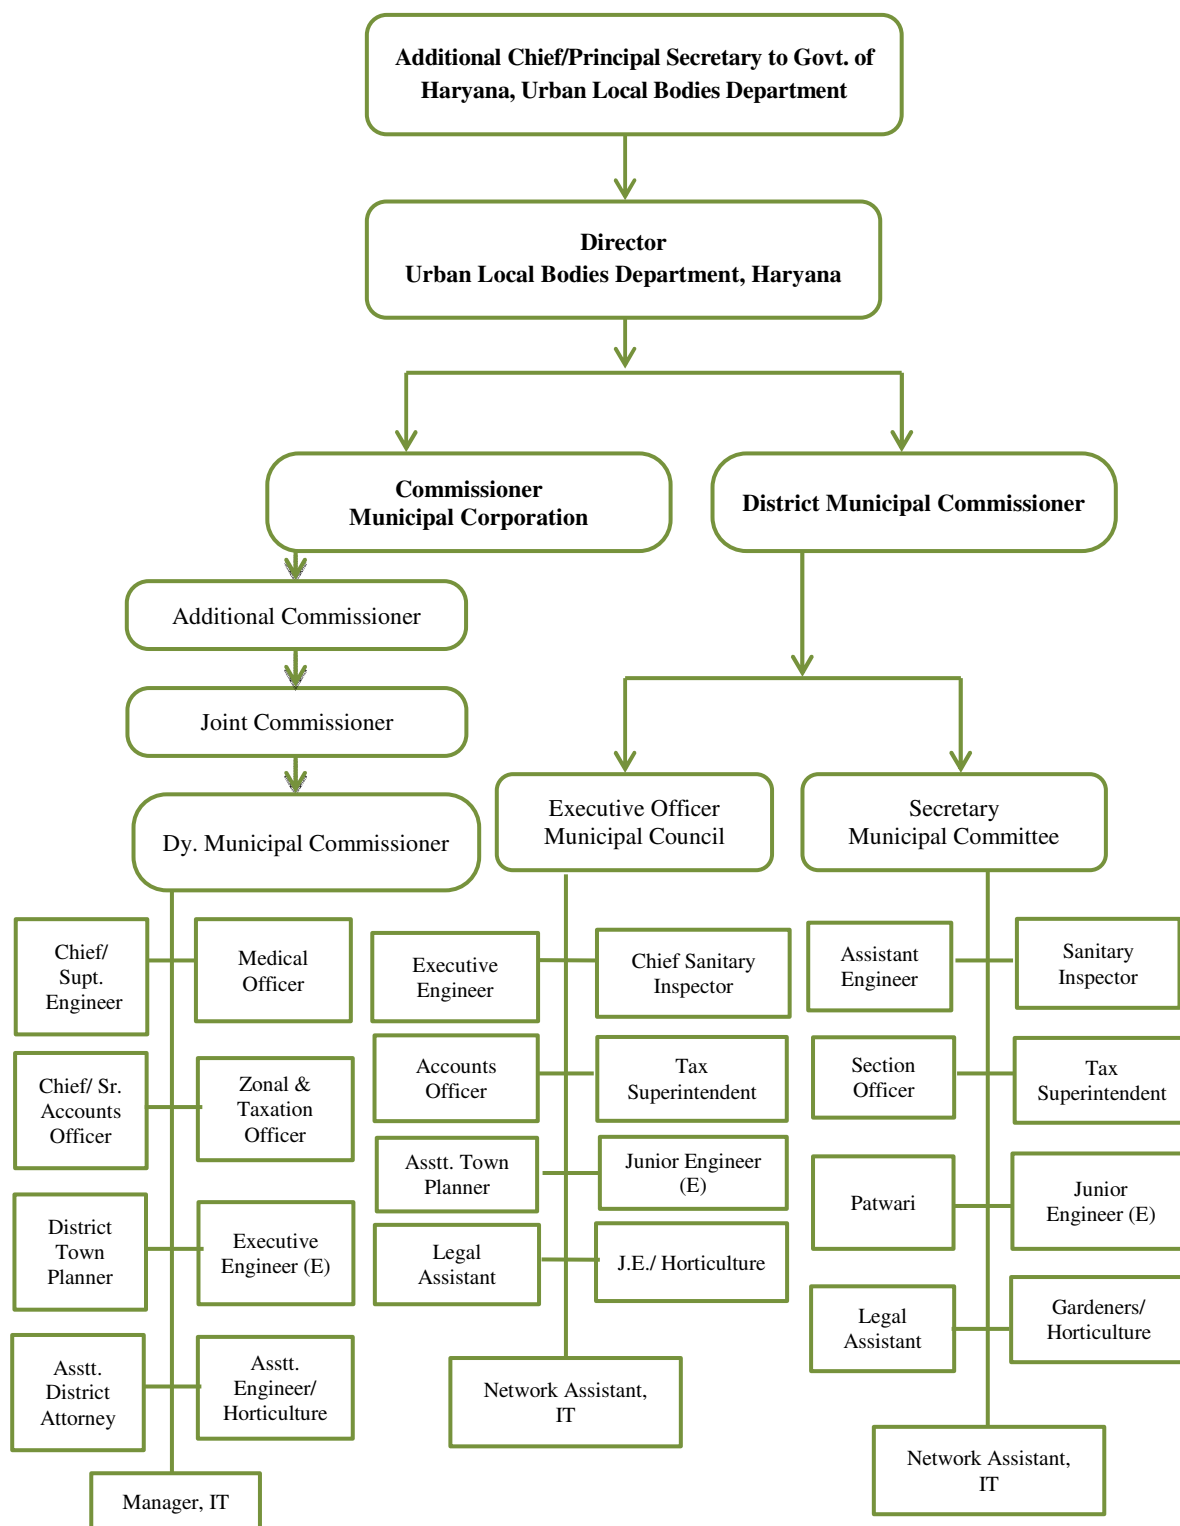 Additional Chief/Principal Secretary to Govt. of
Haryana, Urban Local Bodies Department
Director
Urban Local Bodies Department, Haryana
Commissioner
Municipal Corporation
District Municipal Commissioner
Additional Commissioner
Joint Commissioner
Dy. Municipal Commissioner
Executive Officer
Municipal Council
Secretary
Municipal Committee
Chief/
Supt.
Engineer
Medical
Officer
Chief/ Sr.
Accounts
Officer
Zonal &
Taxation
Officer
District
Town
Planner
Executive
Engineer (E)
Asstt.
District
Attorney
Asstt.
Engineer/
Horticulture
Manager, IT
Executive
Engineer
Chief Sanitary
Inspector
Accounts
Officer
Tax
Superintendent
Asstt. Town
Planner
Junior Engineer
(E)
Legal
Assistant
J.E./ Horticulture
Network Assistant,
IT
Assistant
Engineer
Sanitary
Inspector
Section
Officer
Tax
Superintendent
Patwari
Junior
Engineer (E)
Legal
Assistant
Gardeners/
Horticulture
Network Assistant,
IT